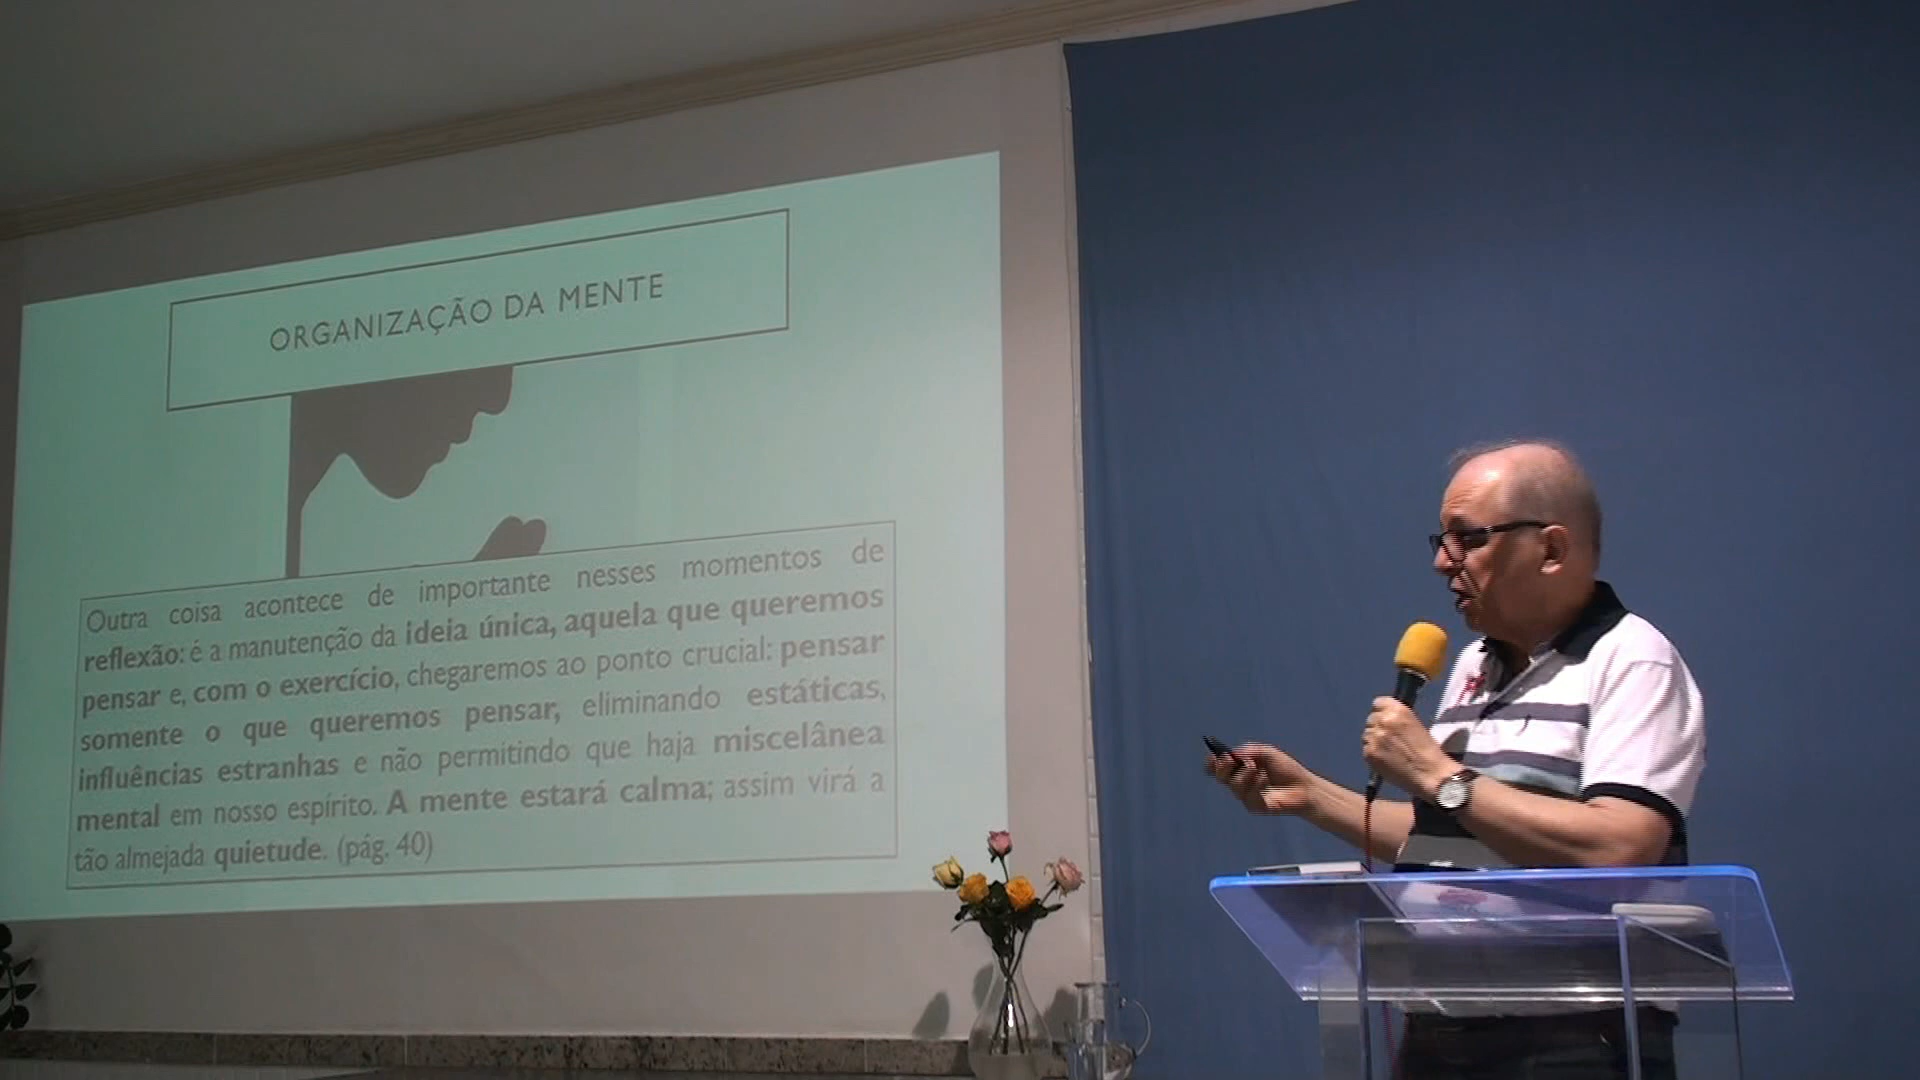 ORGANIZAÇÃO DA MENTE
Outra coisa acontece de importante nesses momentos de
reflexão: é a manutenção da ideia única, aquela que queremos
pensar e, com o exercício, chegaremos ao ponto crucial: pensar
somente o que queremos pensar, eliminando estáticas,
influências estranhas e não permitindo que haja miscelânea
mental em nosso espírito. A mente estará calma; assim virá a
tão almejada quietude. (pág. 40)